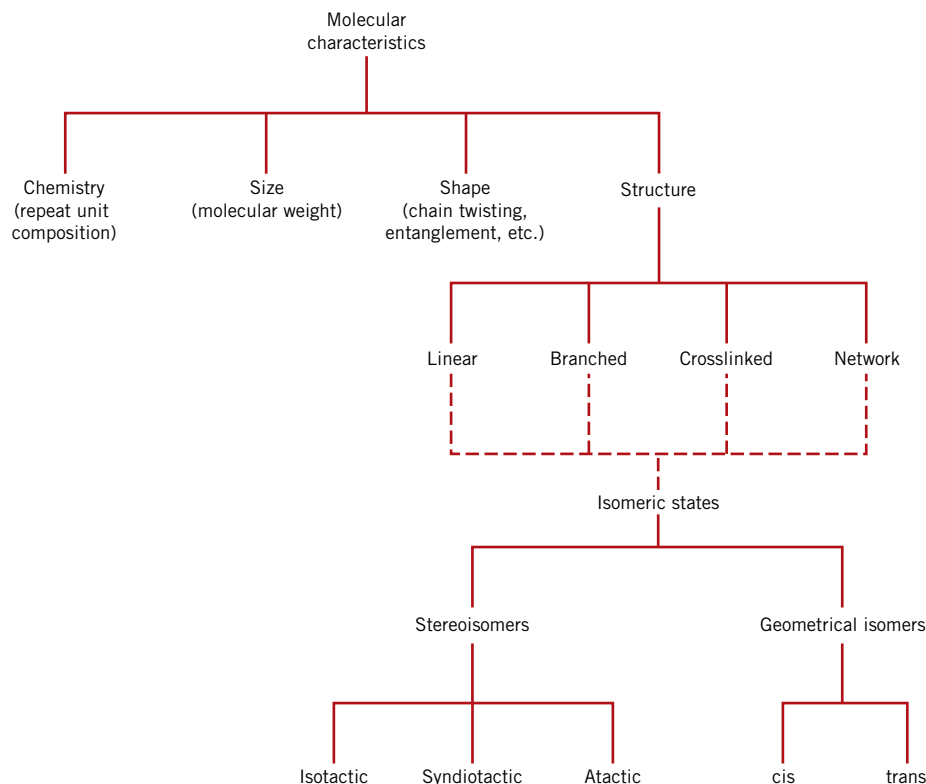 Molecular
characteristics
Chemistry
(repeat unit
composition)
Size
(molecular weight)
Shape
(chain twisting,
entanglement, etc.)
Structure
Linear
Branched
Crosslinked
Network
Isomeric states
Stereoisomers
Geometrical isomers
Isotactic
Syndiotactic
Atactic
cis
trans